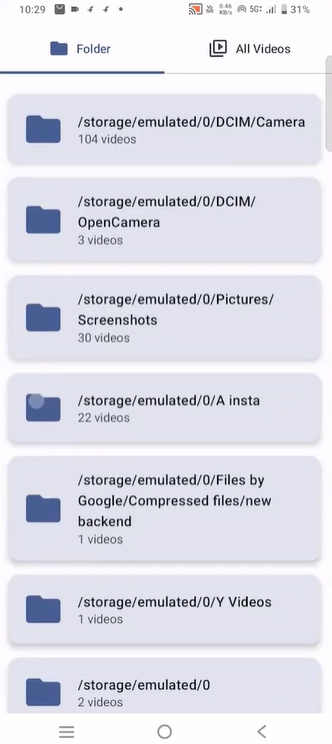 10:29
0.46
KB/s
5G+
31%
Folder
All Videos
/storage/emulated/0/DCIM/Camera
104 videos
/storage/emulated/0/DCIM/
OpenCamera
3 videos
/storage/emulated/0/Pictures/
Screenshots
30 videos
/storage/emulated/0/A insta
22 videos
/storage/emulated/0/Files by
Google/Compressed files/new
backend
1 videos
/storage/emulated/0/Y Videos
1 videos
/storage/emulated/0
2 videos